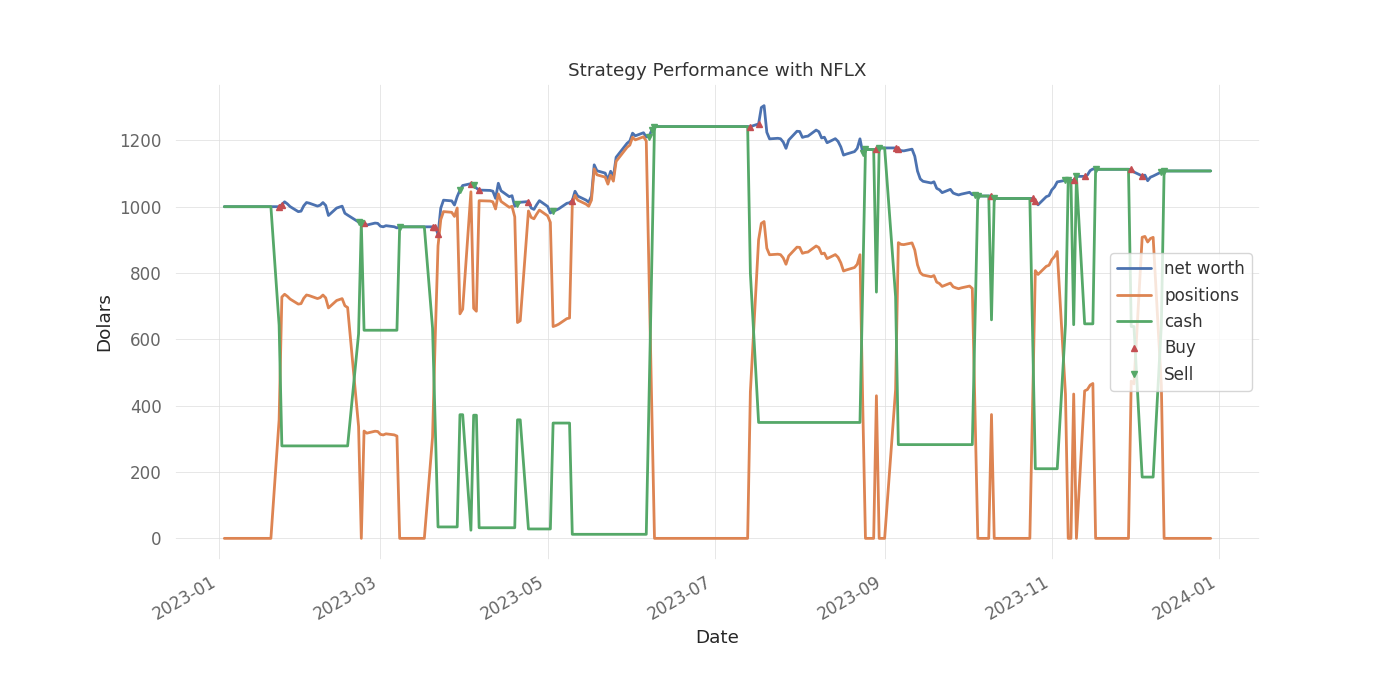 Strategy Performance with NFLX
Dolars
1200
1000
800
600
400
200
0
net worth
positions
cash
Buy
Sell
2023-01
2023-03
2023-05
2023-07
2023-09
2023-11
2024-01
Date